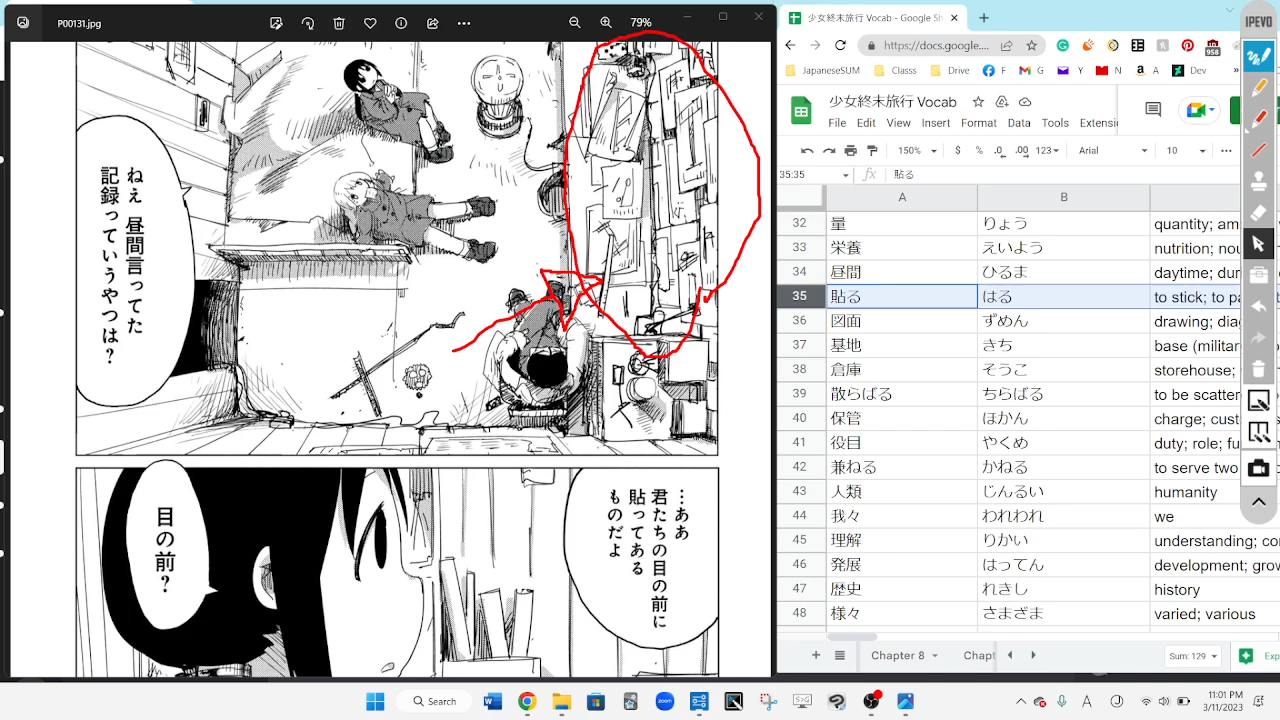 P00131.jpg
79%
ねえ 昼間言ってた
記録っていうやつは?
…ああ
君たちの目の前に
貼ってある
ものだよ
目の前?
少女終末旅行 Vocab - Google Sh
https://docs.google....
JapaneseSUM
Classs
Drive
F
G
Y
N
A
Dev
»
少女終末旅行 Vocab
File Edit View Insert Format Data Tools Extensi
150% $ % .0 .00 123 Arial 10
35:35 fx 貼る
A B
32 量 りょう quantity; am
33 栄養 えいよう nutrition; nou
34 昼間 ひるま daytime; dur
35 貼る はる to stick; to p
36 図面 ずめん drawing; dia
37 基地 きち base (militar
38 倉庫 そうこ storehouse;
39 散らばる ちらばる to be scatter
40 保管 ほかん charge; cust
41 役目 やくめ duty; role; fu
42 兼ねる かねる to serve two
43 人類 じんるい humanity
44 我々 われわれ we
45 理解 りかい understanding; co
46 発展 はってん development; grow
47 歴史 れきし history
48 様々 さまざま varied; various
Chapter 8 Chapt Sum: 129 Exp
IPEVO
Search
zoom
11:01 PM
3/11/2023